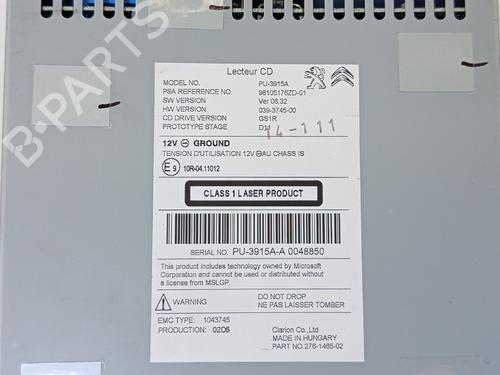 Lecteur CD
MODEL NO. PU-3915A
PSA REFERENCE NO. 98105176ZD-01
SW VERSION Ver 06.32
HW VERSION 039-3745-00
CD DRIVE VERSION GS1R
PROTOTYPE STAGE D11
14-111
12V ⊖ GROUND
TENSION D'UTILISATION 12V ⊖AU CHASS IS
E9 10R-04.11012
CLASS 1 LASER PRODUCT
SERIAL NO. PU-3915A-A 0048850
This product includes technology owned by Microsoft
Corporation and cannot be used or distributed without
a license from MSLGP.
WARNING DO NOT DROP
NE PAS LAISSER TOMBER
EMC TYPE: 1043745
PRODUCTION: 02D5
Clarion Co.,Ltd
MADE IN HUNGARY
PART NO.276-1465-02
B-Parts